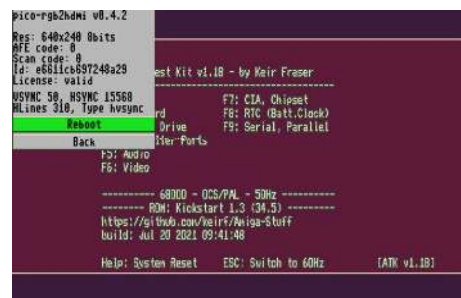 pico-rgb2hdmi v0.4.2
Res: 640x240 8bits
AFE code: 0
Scan code: 0
Id: e6611cb697248a29
License: valid
VSYNC 50, HSYNC 15568
HLines 310, Type hvsync
Reboot
Back
est Kit v1.18 - by Keir Fraser
F7: CIA, Chipset
rd F8: RTC (Batt.Clock)
Drive F9: Serial, Parallel
ler Ports
F5: Audio
F6: Video
---------- 68000 - OCS/PAL - 50Hz ----------
-------- ROM: Kickstart 1.3 (34.5) --------
https://github.com/keirf/Amiga-Stuff
build: Jul 20 2021 09:41:48
Help: System Reset ESC: Switch to 60Hz [ATK v1.18]